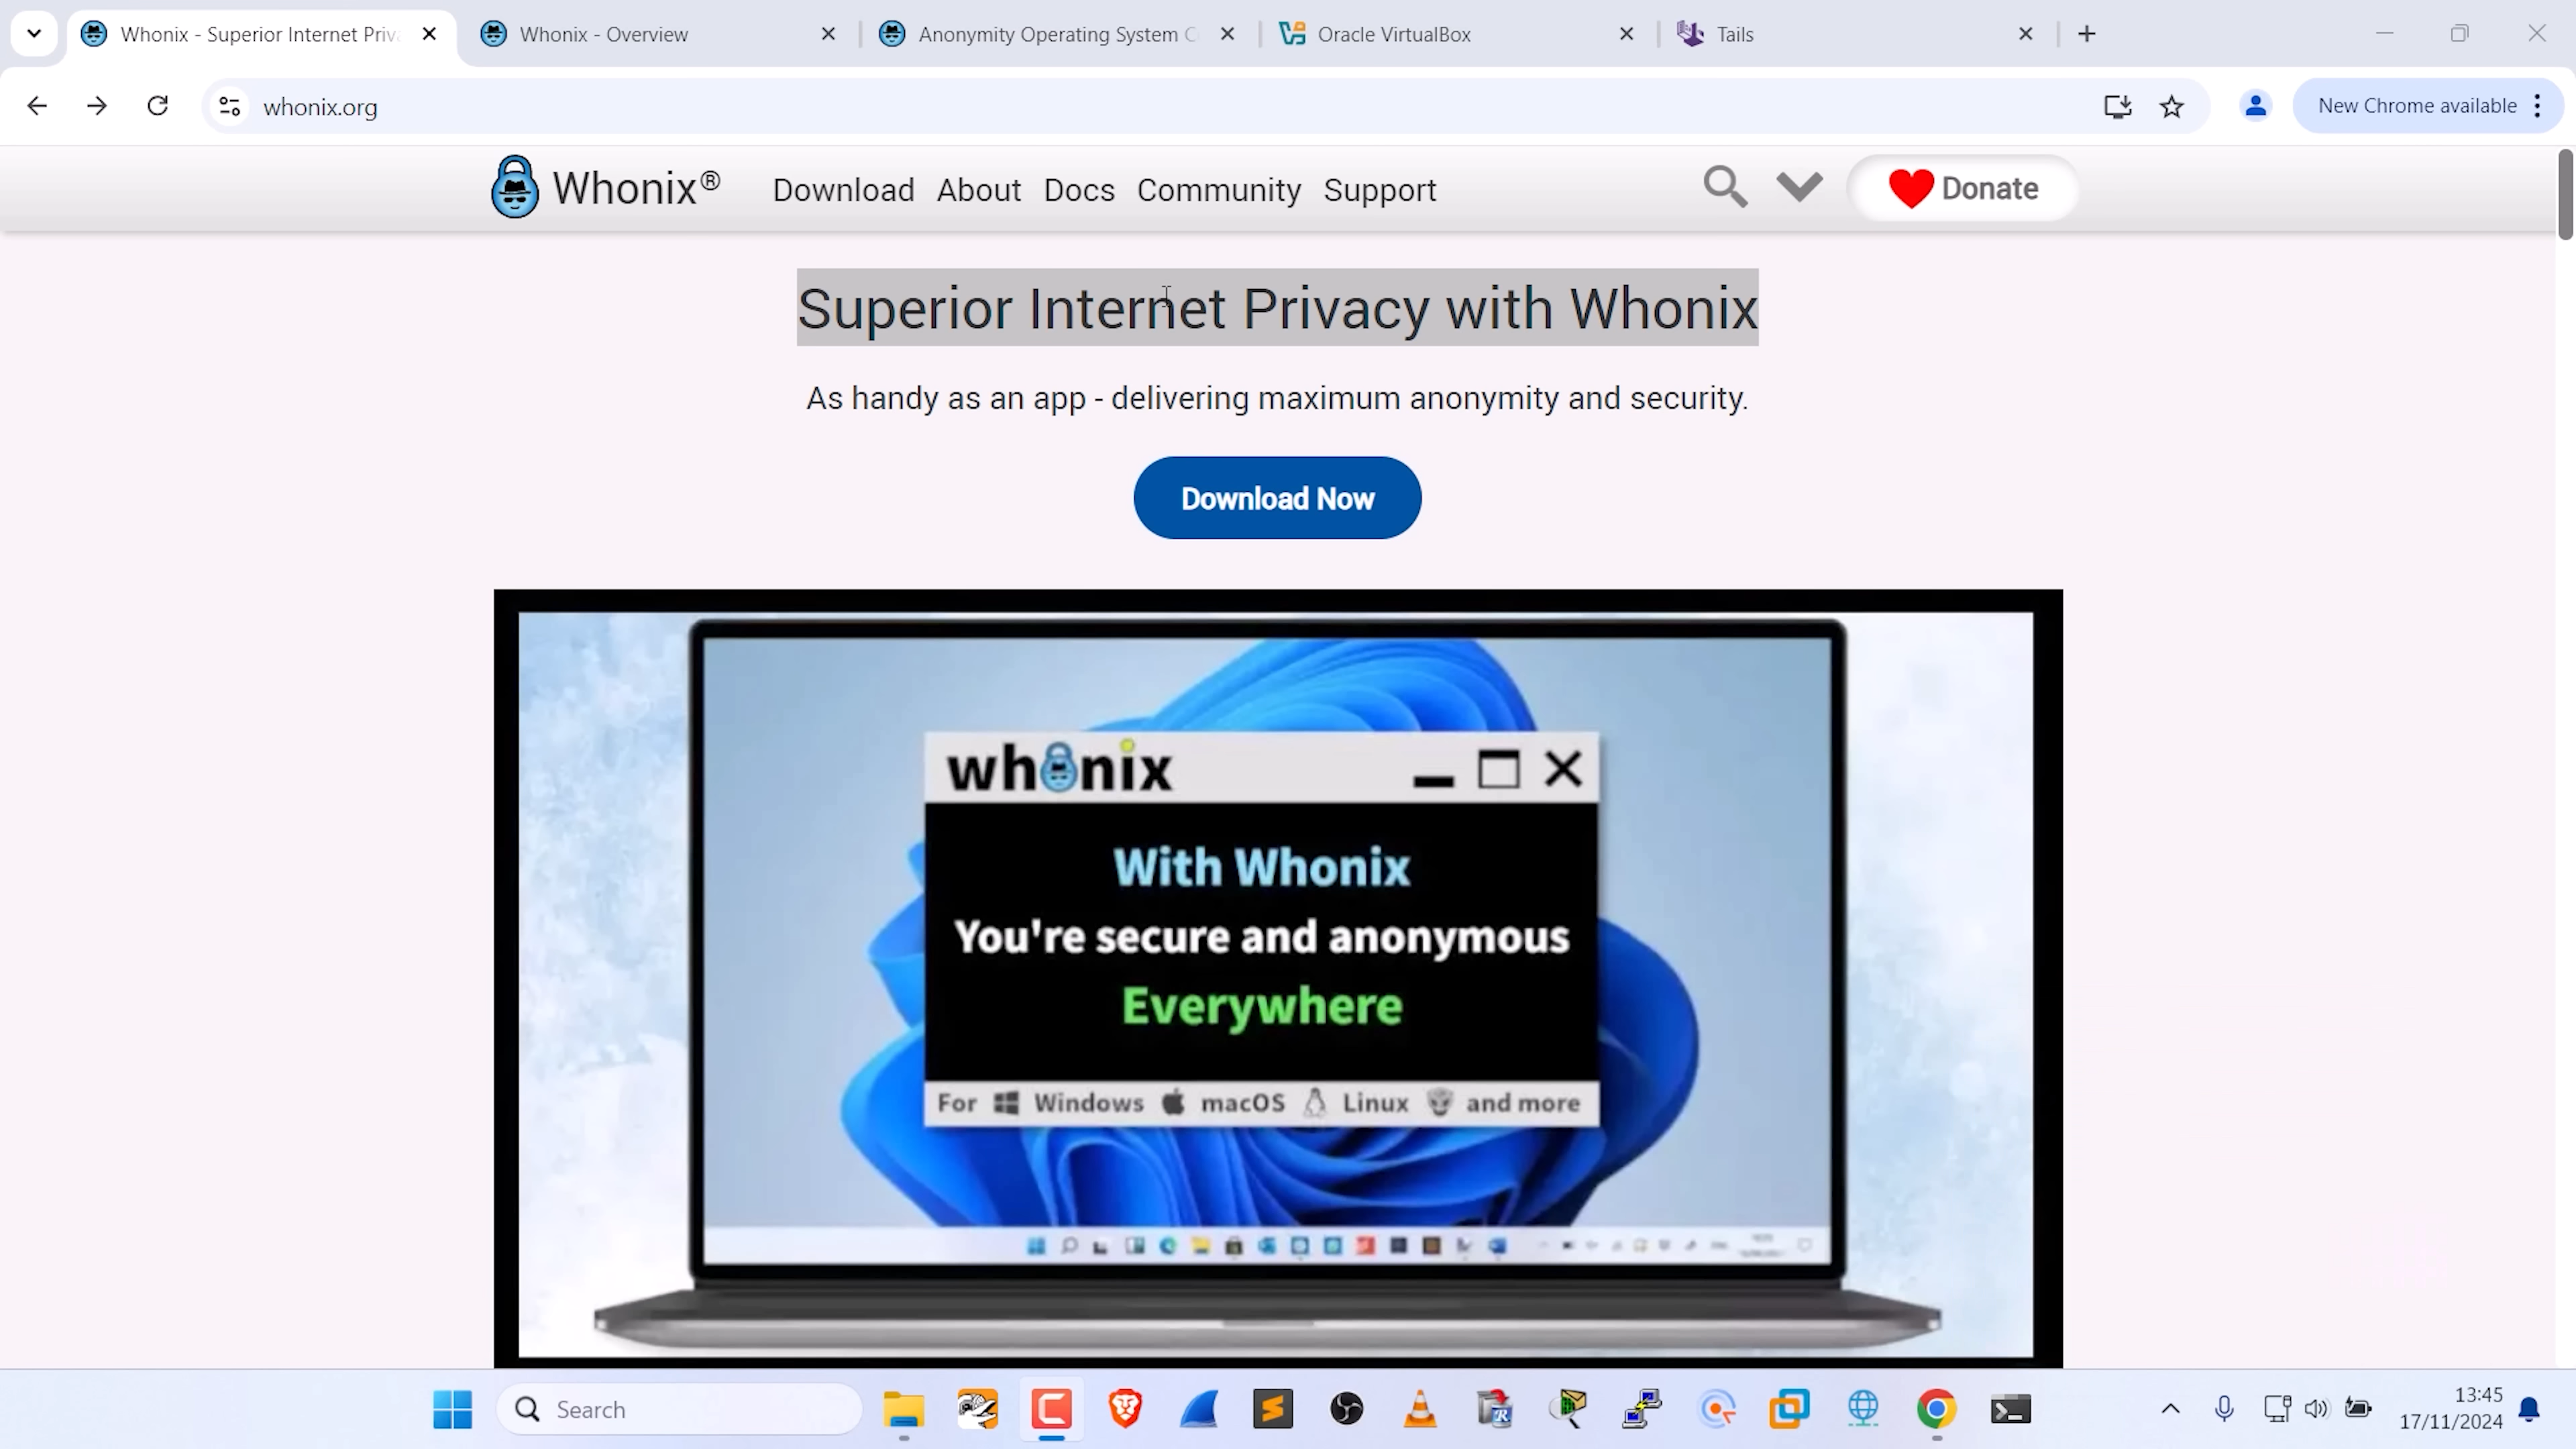 Whonix - Superior Internet Priva
Whonix - Overview
Anonymity Operating System C
Oracle VirtualBox
Tails
whonix.org
New Chrome available
Whonix®
Download
About
Docs
Community
Support
Donate
Superior Internet Privacy with Whonix
As handy as an app - delivering maximum anonymity and security.
Download Now
whonix
With Whonix
You're secure and anonymous
Everywhere
For Windows macOS Linux and more
Search
13:45
17/11/2024